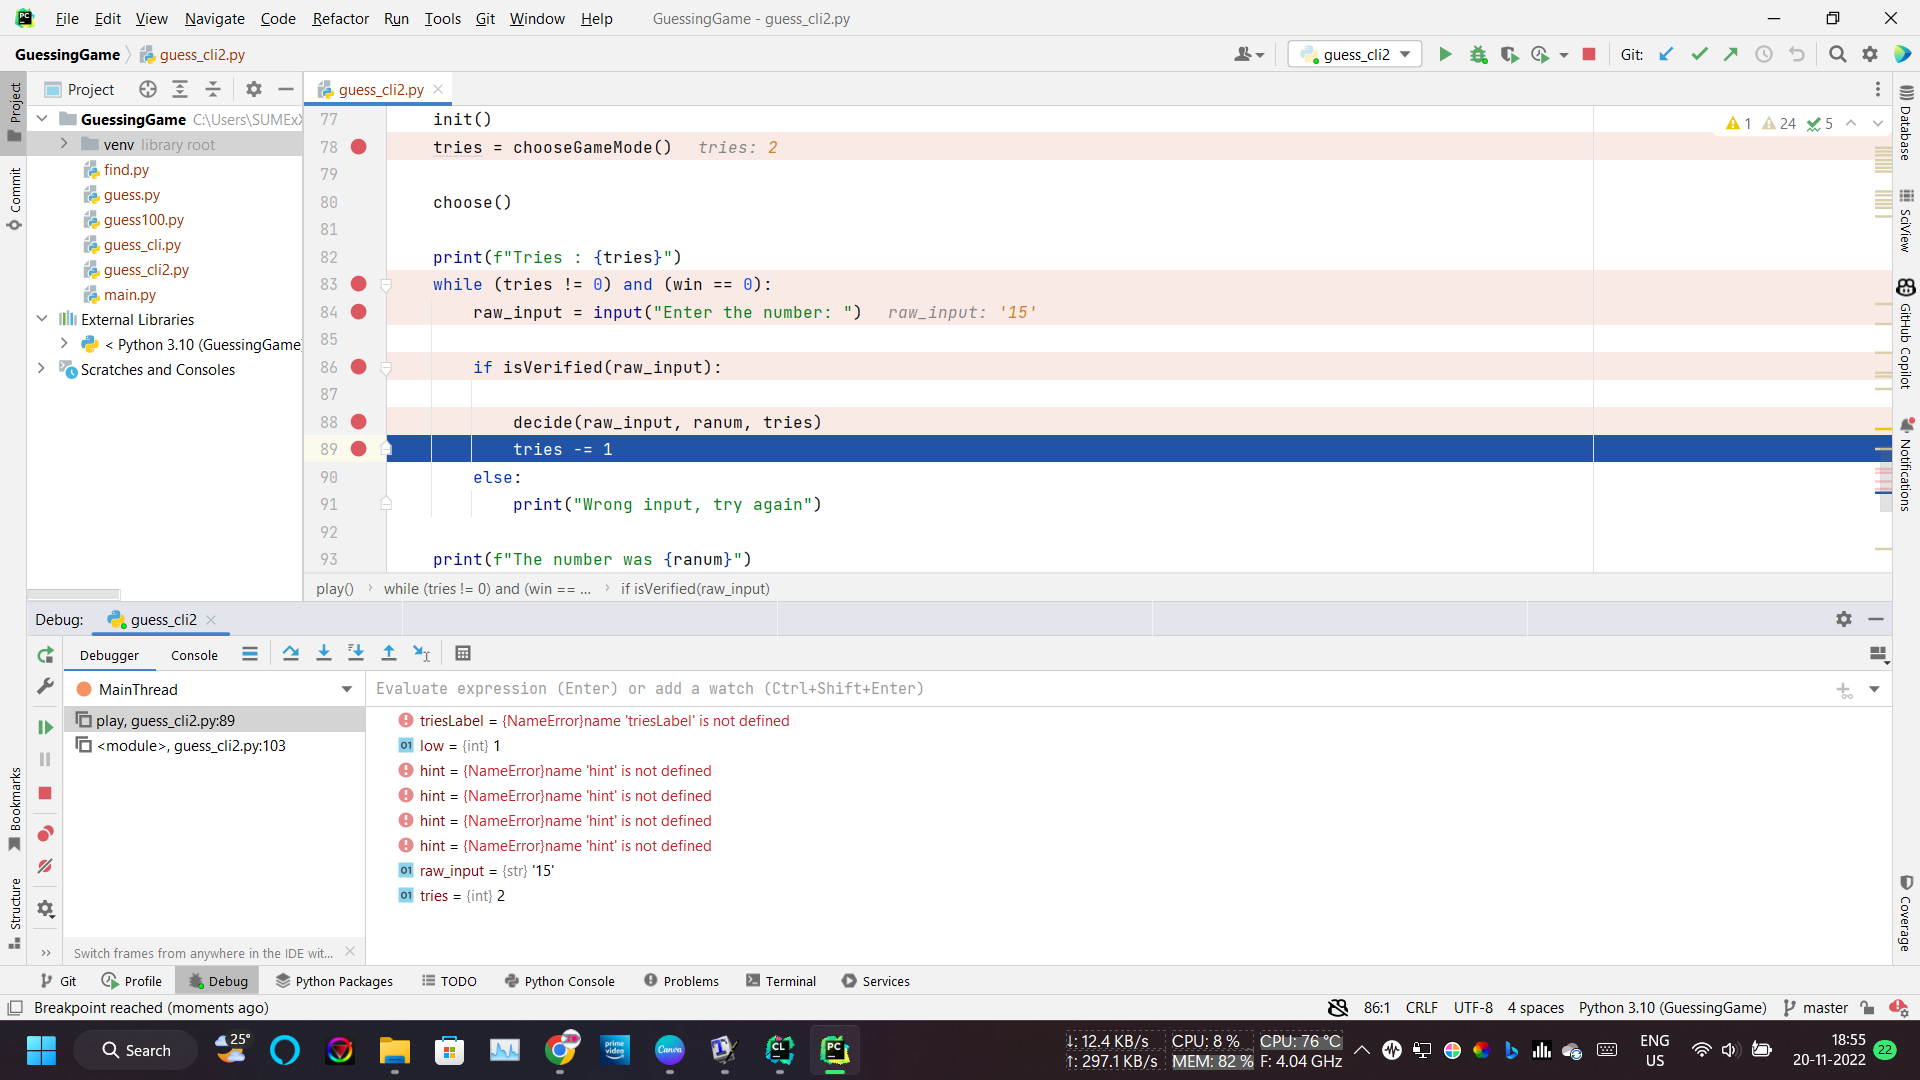 File Edit View Navigate Code Refactor Run Tools Git Window Help GuessingGame - guess_cli2.py
GuessingGame guess_cli2.py guess_cli2 Git:
Project guess_cli2.py
Project
Commit
Bookmarks
Structure
GuessingGame C:\Users\SUMEx
venv library root
find.py
guess.py
guess100.py
guess_cli.py
guess_cli2.py
main.py
External Libraries
< Python 3.10 (GuessingGame
Scratches and Consoles
1 24 5
77 init()
78 tries = chooseGameMode() tries: 2
79
80 choose()
81
82 print(f"Tries : {tries}")
83 while (tries != 0) and (win == 0):
84 raw_input = input("Enter the number: ") raw_input: '15'
85
86 if isVerified(raw_input):
87
88 decide(raw_input, ranum, tries)
89 tries -= 1
90 else:
91 print("Wrong input, try again")
92
93 print(f"The number was {ranum}")
play() while (tries != 0) and (win == ... if isVerified(raw_input)
Database
SciView
GitHub Copilot
Notifications
Coverage
Debug: guess_cli2
Debugger Console
MainThread
Evaluate expression (Enter) or add a watch (Ctrl+Shift+Enter)
play, guess_cli2.py:89
<module>, guess_cli2.py:103
triesLabel = {NameError}name 'triesLabel' is not defined
01 low = {int} 1
hint = {NameError}name 'hint' is not defined
hint = {NameError}name 'hint' is not defined
hint = {NameError}name 'hint' is not defined
hint = {NameError}name 'hint' is not defined
01 raw_input = {str} '15'
01 tries = {int} 2
Switch frames from anywhere in the IDE wit...
Git Profile Debug Python Packages TODO Python Console Problems Terminal Services
Breakpoint reached (moments ago) 86:1 CRLF UTF-8 4 spaces Python 3.10 (GuessingGame) master
Search 25° prime video Canva CL PC
↓: 12.4 KB/s CPU: 8 % CPU: 76 °C
↑: 297.1 KB/s MEM: 82 % F: 4.04 GHz
ENG
US
18:55
20-11-2022
22